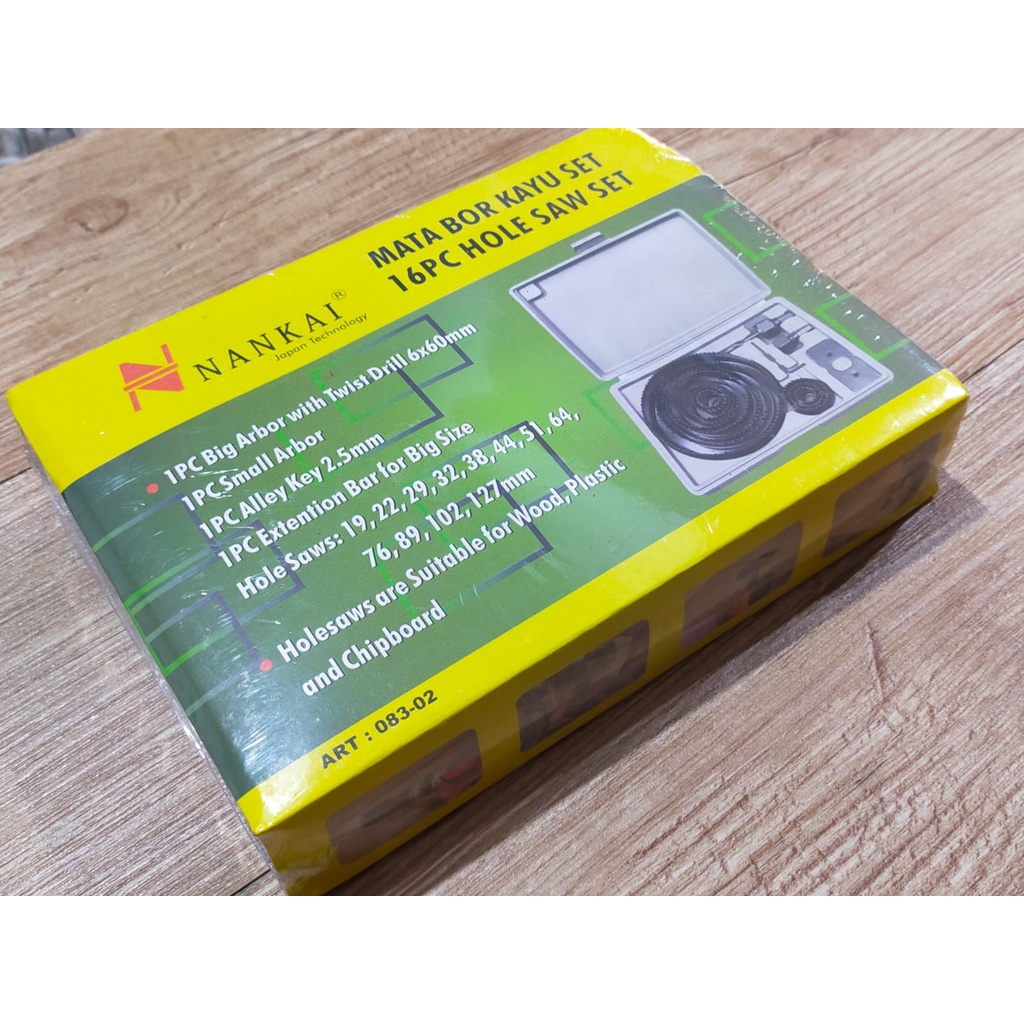 MATA BOR KAYU SET
16PC HOLE SAW SET
NANKAI®
Japan Technology
• 1PC Big Arbor with Twist Drill 6x60mm
1PC Small Arbor
1PC Alley Key 2.5mm
1PC Extention Bar for Big Size
Hole Saws: 19, 22, 29, 32, 38, 44, 51, 64,
76, 89, 102, 127mm
• Holesaws are Suitable for Wood, Plastic
and Chipboard
ART : 083-02